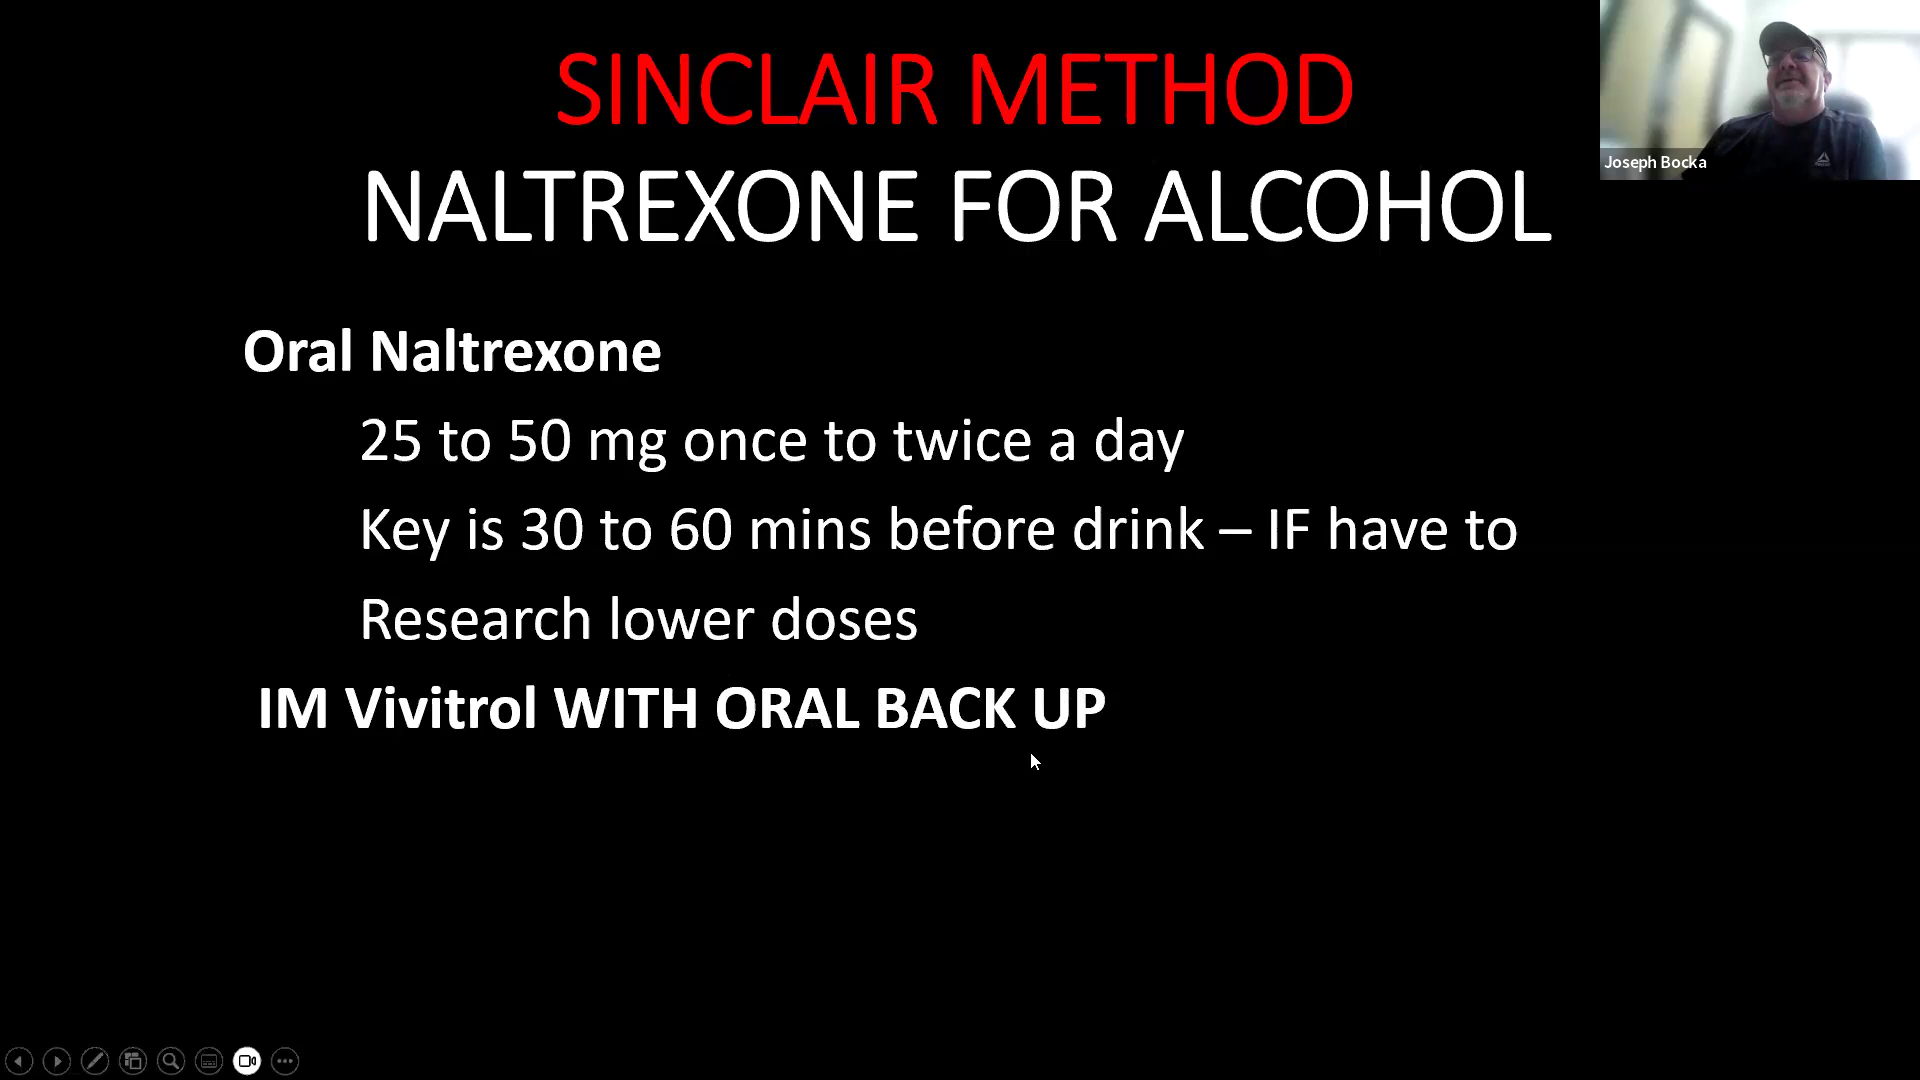 SINCLAIR METHOD
NALTREXONE FOR ALCOHOL
Joseph Bocka
Oral Naltrexone
25 to 50 mg once to twice a day
Key is 30 to 60 mins before drink – IF have to
Research lower doses
IM Vivitrol WITH ORAL BACK UP